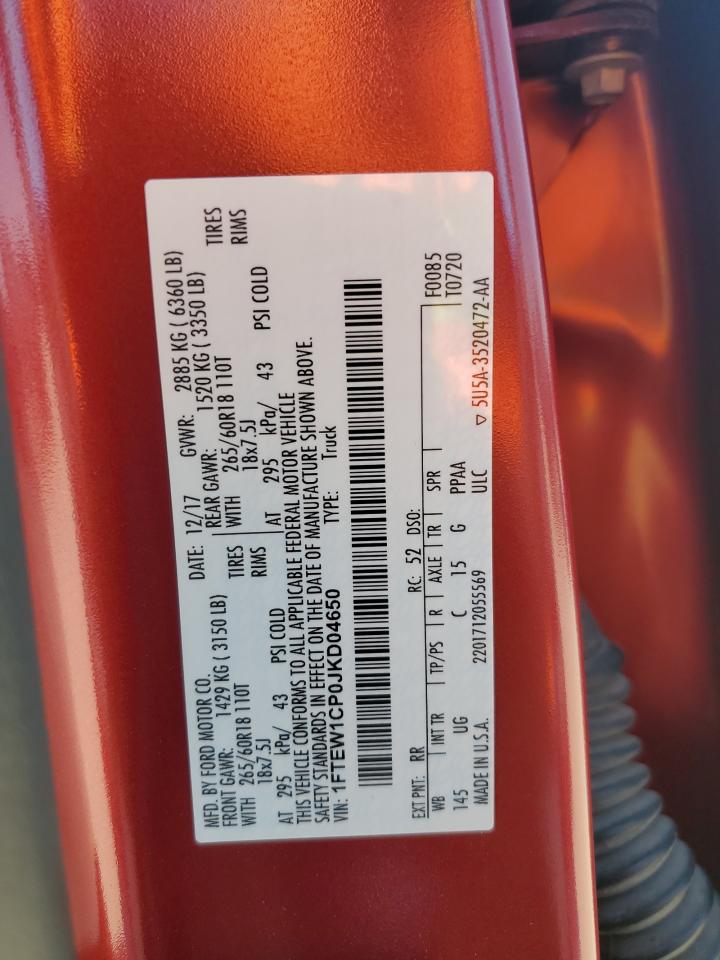 MFD. BY FORD MOTOR CO.
DATE: 12/17 GVWR: 2885 KG ( 6360 LB)
FRONT GAWR: 1429 KG ( 3150 LB) REAR GAWR: 1520 KG ( 3350 LB)
WITH 265/60R18 110T TIRES WITH 265/60R18 110T TIRES
18x7.5J RIMS 18x7.5J RIMS
AT 295 kPa/ 43 PSI COLD AT 295 kPa/ 43 PSI COLD
THIS VEHICLE CONFORMS TO ALL APPLICABLE FEDERAL MOTOR VEHICLE
SAFETY STANDARDS IN EFFECT ON THE DATE OF MANUFACTURE SHOWN ABOVE.
VIN: 1FTEW1CP0JKD04650 TYPE: Truck
EXT PNT: RR RC: 52 DSO: F0085
WB INT TR TP/PS R AXLE TR SPR T0720
145 UG C 15 G PPAA
MADE IN U.S.A. 2201712055569 ULC ▽ 5U5A-3520472-AA